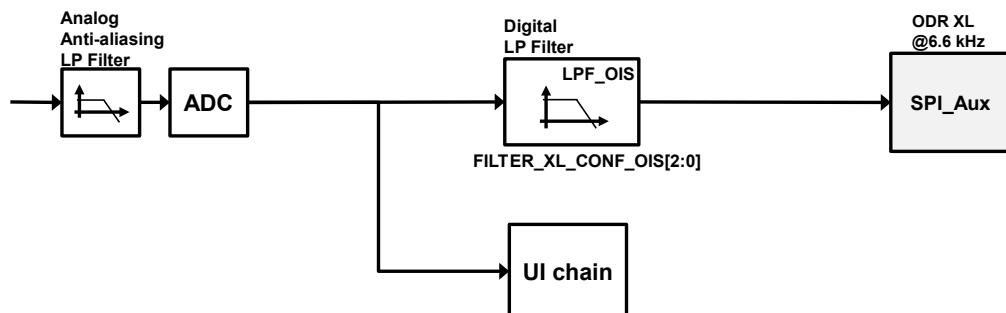 Analog
Anti-aliasing
LP Filter
ADC
Digital
LP Filter
LPF_OIS
FILTER_XL_CONF_OIS[2:0]
ODR XL
@6.6 kHz
SPI_Aux
UI chain